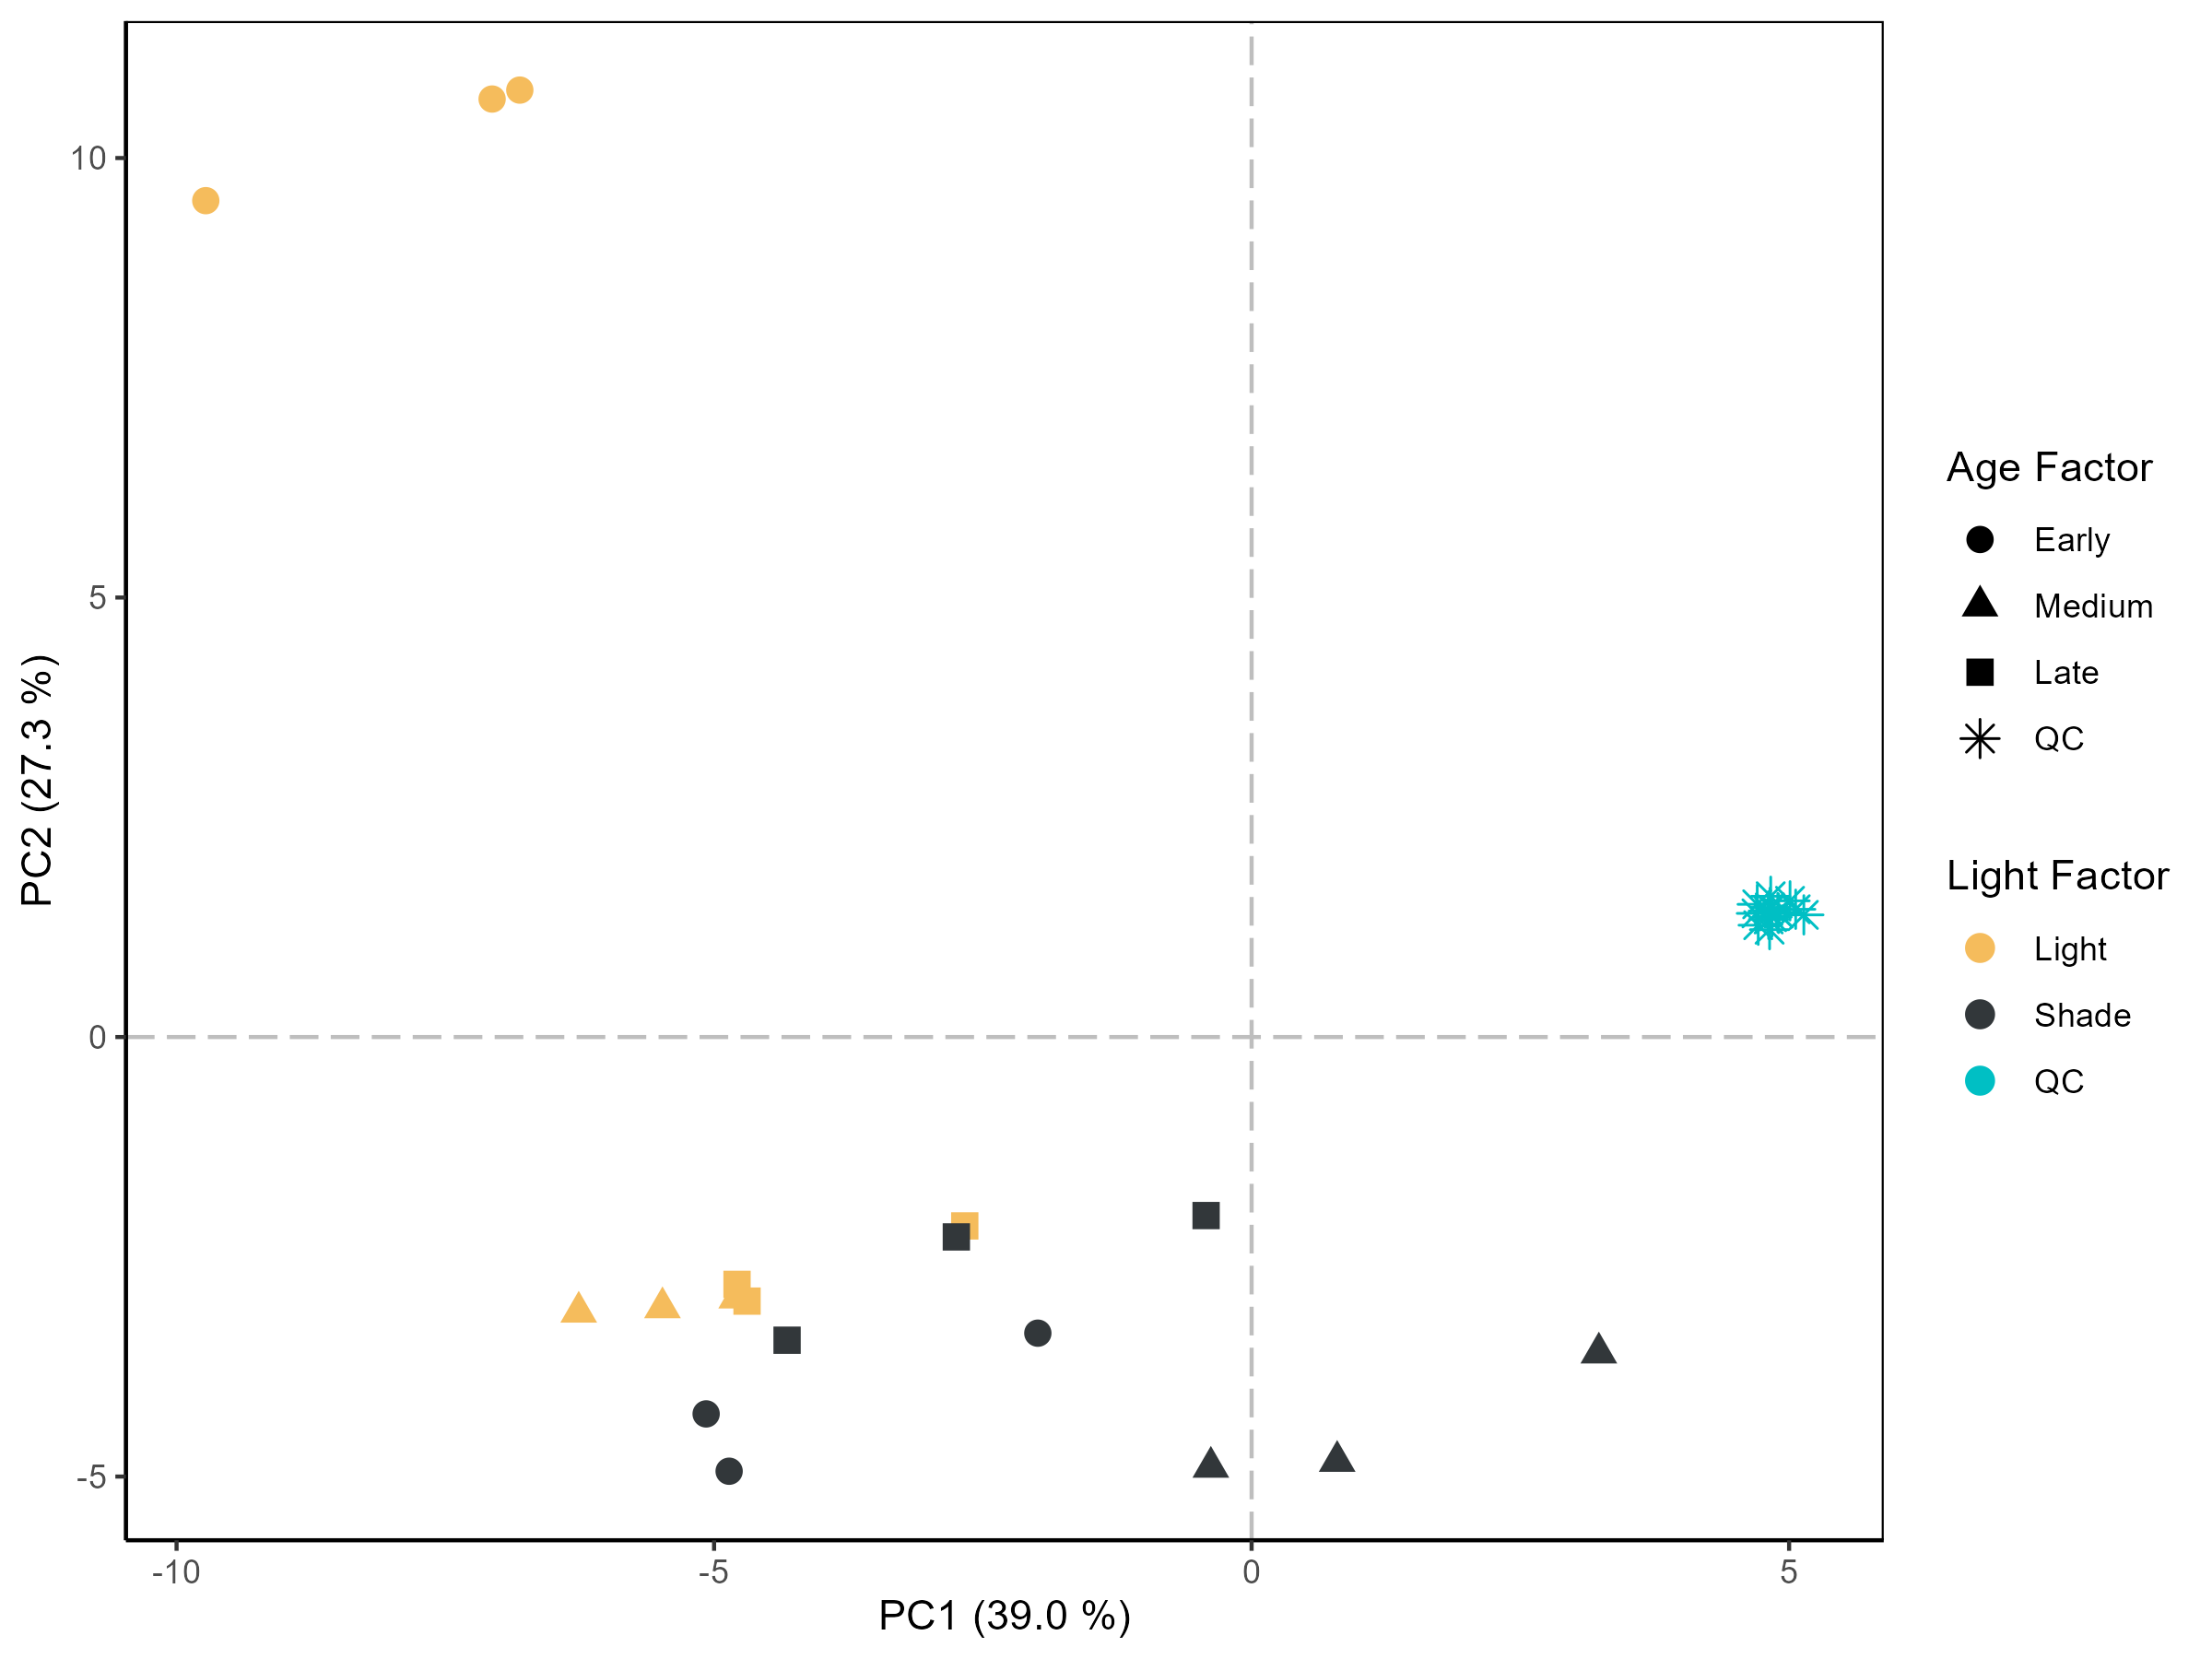 10
5
0
-5
PC2 (27.3 %)
-10
-5
0
5
PC1 (39.0 %)
Age Factor
Early
Medium
Late
QC
Light Factor
Light
Shade
QC